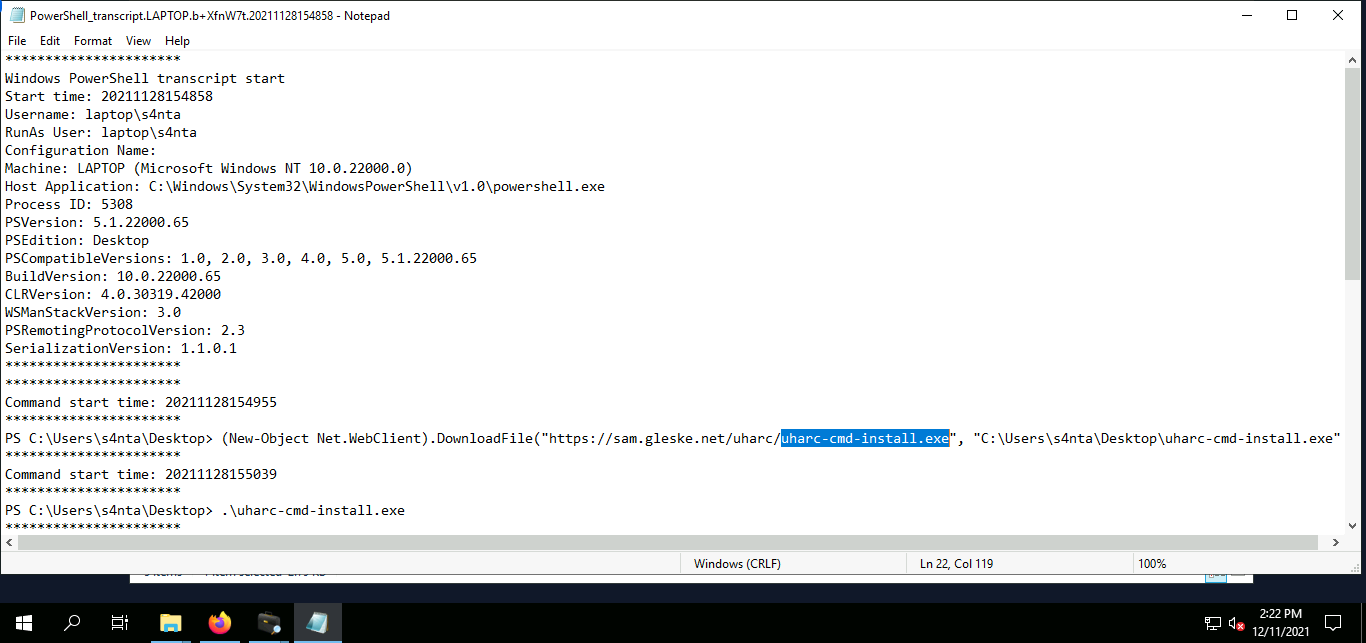 PowerShell_transcript.LAPTOP.b+XfnW7t.20211128154858 - Notepad
File Edit Format View Help
**********************
Windows PowerShell transcript start
Start time: 20211128154858
Username: laptop\s4nta
RunAs User: laptop\s4nta
Configuration Name:
Machine: LAPTOP (Microsoft Windows NT 10.0.22000.0)
Host Application: C:\Windows\System32\WindowsPowerShell\v1.0\powershell.exe
Process ID: 5308
PSVersion: 5.1.22000.65
PSEdition: Desktop
PSCompatibleVersions: 1.0, 2.0, 3.0, 4.0, 5.0, 5.1.22000.65
BuildVersion: 10.0.22000.65
CLRVersion: 4.0.30319.42000
WSManStackVersion: 3.0
PSRemotingProtocolVersion: 2.3
SerializationVersion: 1.1.0.1
**********************
**********************
Command start time: 20211128154955
**********************
PS C:\Users\s4nta\Desktop> (New-Object Net.WebClient).DownloadFile("https://sam.gleske.net/uharc/uharc-cmd-install.exe", "C:\Users\s4nta\Desktop\uharc-cmd-install.exe"
**********************
Command start time: 20211128155039
**********************
PS C:\Users\s4nta\Desktop> .\uharc-cmd-install.exe
**********************
Windows (CRLF) Ln 22, Col 119 100%
2:22 PM
12/11/2021